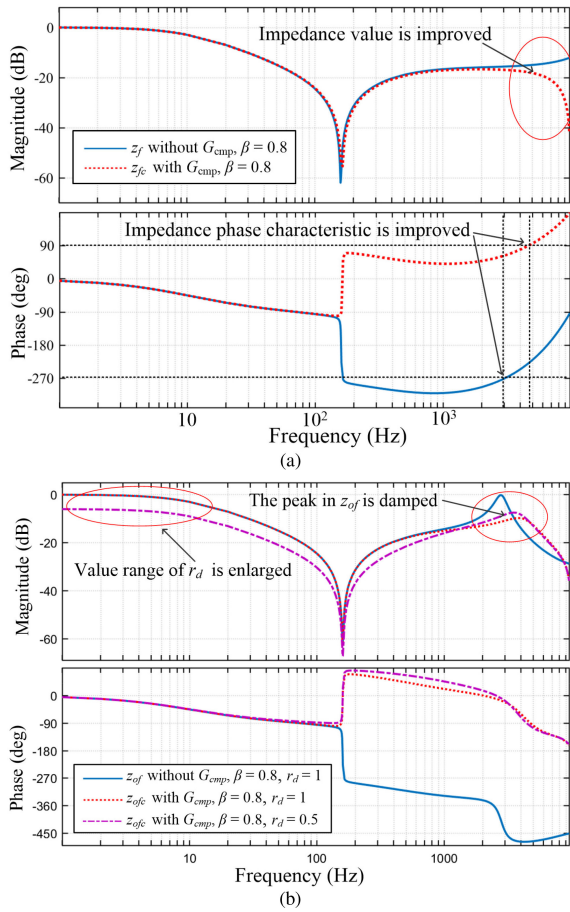 0
-20
-40
-60
Magnitude (dB)
Impedance value is improved
z_f without G_cmp, β = 0.8
z_fc with G_cmp, β = 0.8
90
0
-90
-180
-270
Phase (deg)
Impedance phase characteristic is improved
10
10²
10³
Frequency (Hz)
(a)
0
-20
-40
-60
Magnitude (dB)
The peak in z_of is damped
Value range of r_d is enlarged
0
-90
-180
-270
-360
-450
Phase (deg)
z_of without G_cmp, β = 0.8, r_d = 1
z_ofc with G_cmp, β = 0.8, r_d = 1
z_ofc with G_cmp, β = 0.8, r_d = 0.5
10
100
1000
Frequency (Hz)
(b)